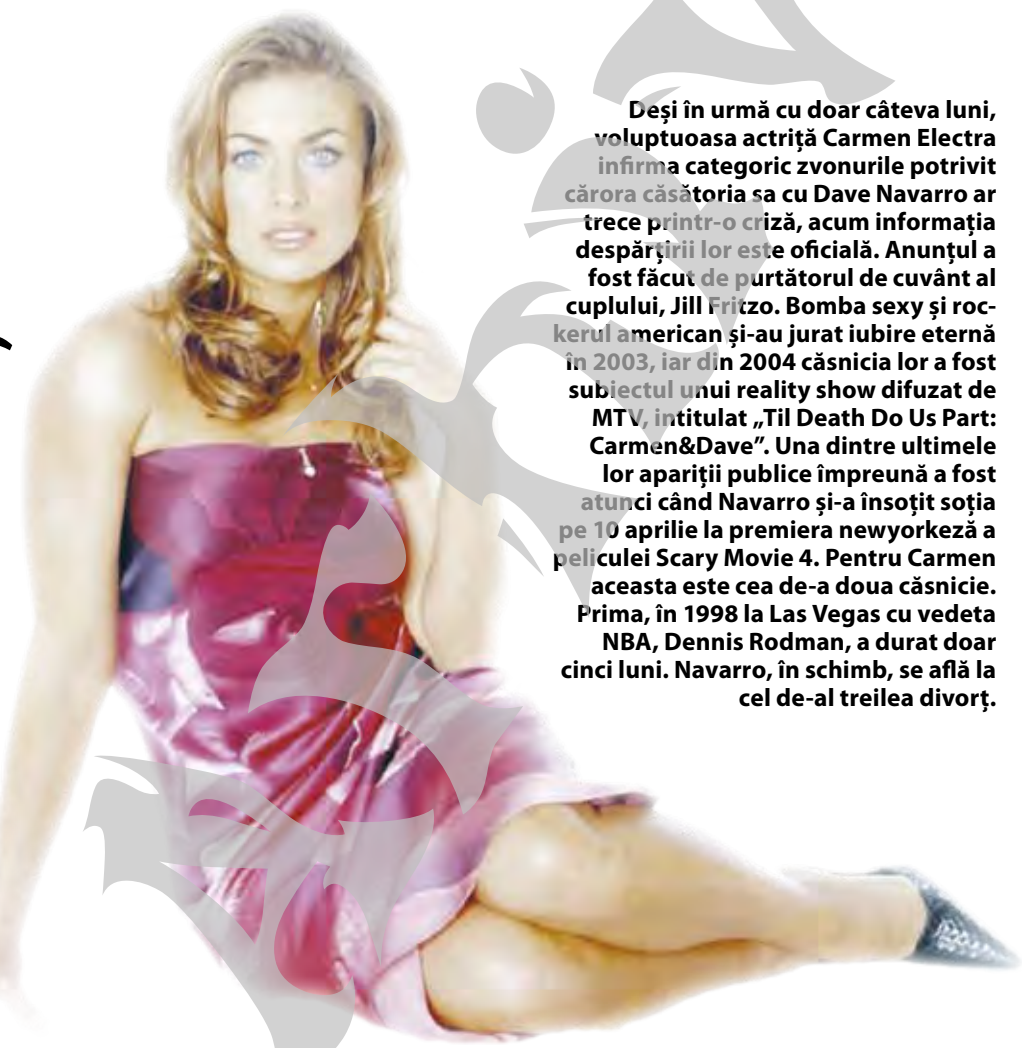 Deși în urmă cu doar câteva luni,
voluptuoasa actriță Carmen Electra
infirma categoric zvonurile potrivit
cărora căsătoria sa cu Dave Navarro ar
trece printr-o criză, acum informația
despărțirii lor este oficială. Anunțul a
fost făcut de purtătorul de cuvânt al
cuplului, Jill Fritzo. Bomba sexy și roc-
kerul american și-au jurat iubire eternă
în 2003, iar din 2004 căsnicia lor a fost
subiectul unui reality show difuzat de
MTV, intitulat „Til Death Do Us Part:
Carmen&Dave”. Una dintre ultimele
lor apariții publice împreună a fost
atunci când Navarro și-a însoțit soția
pe 10 aprilie la premiera newyorkeză a
peliculei Scary Movie 4. Pentru Carmen
aceasta este cea de-a doua căsnicie.
Prima, în 1998 la Las Vegas cu vedeta
NBA, Dennis Rodman, a durat doar
cinci luni. Navarro, în schimb, se află la
cel de-al treilea divorț.